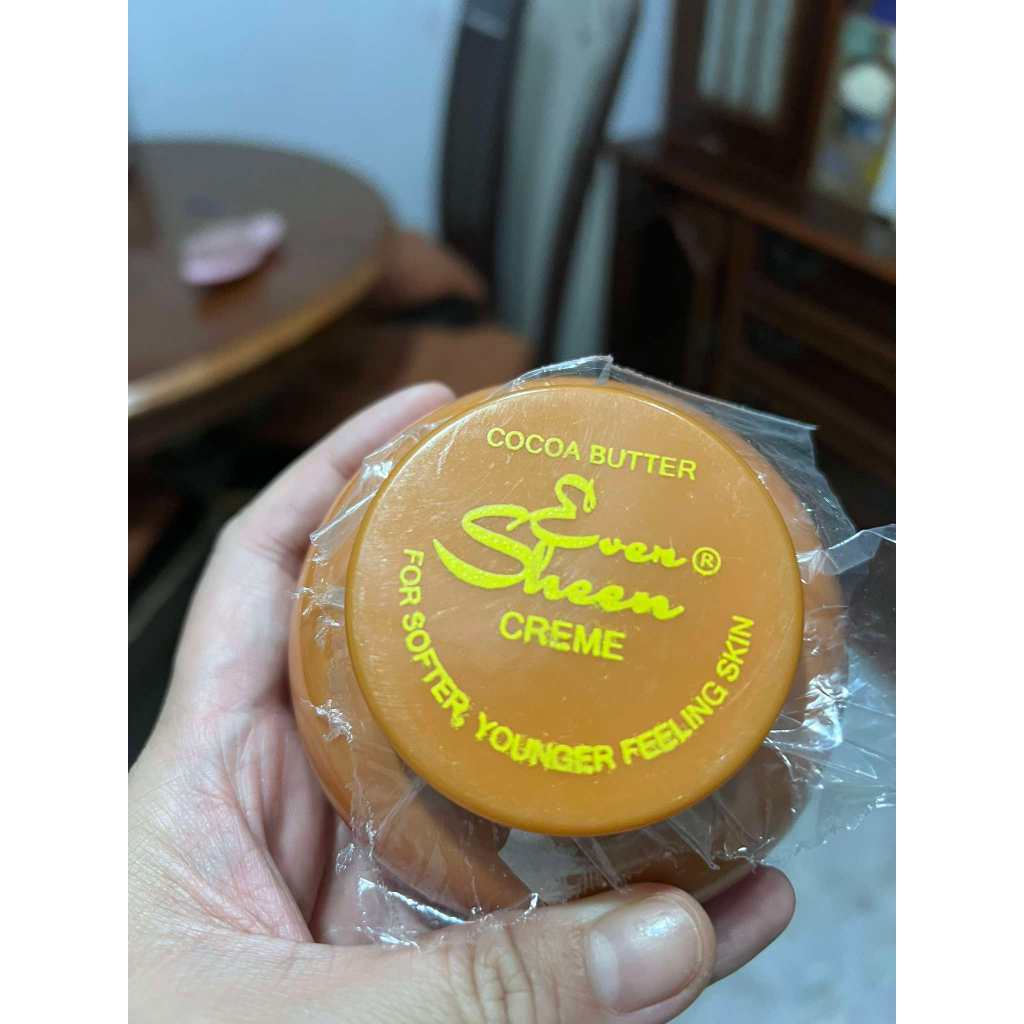 COCOA BUTTER
Even ®
Sheen
CREME
FOR SOFTER, YOUNGER FEELING SKIN